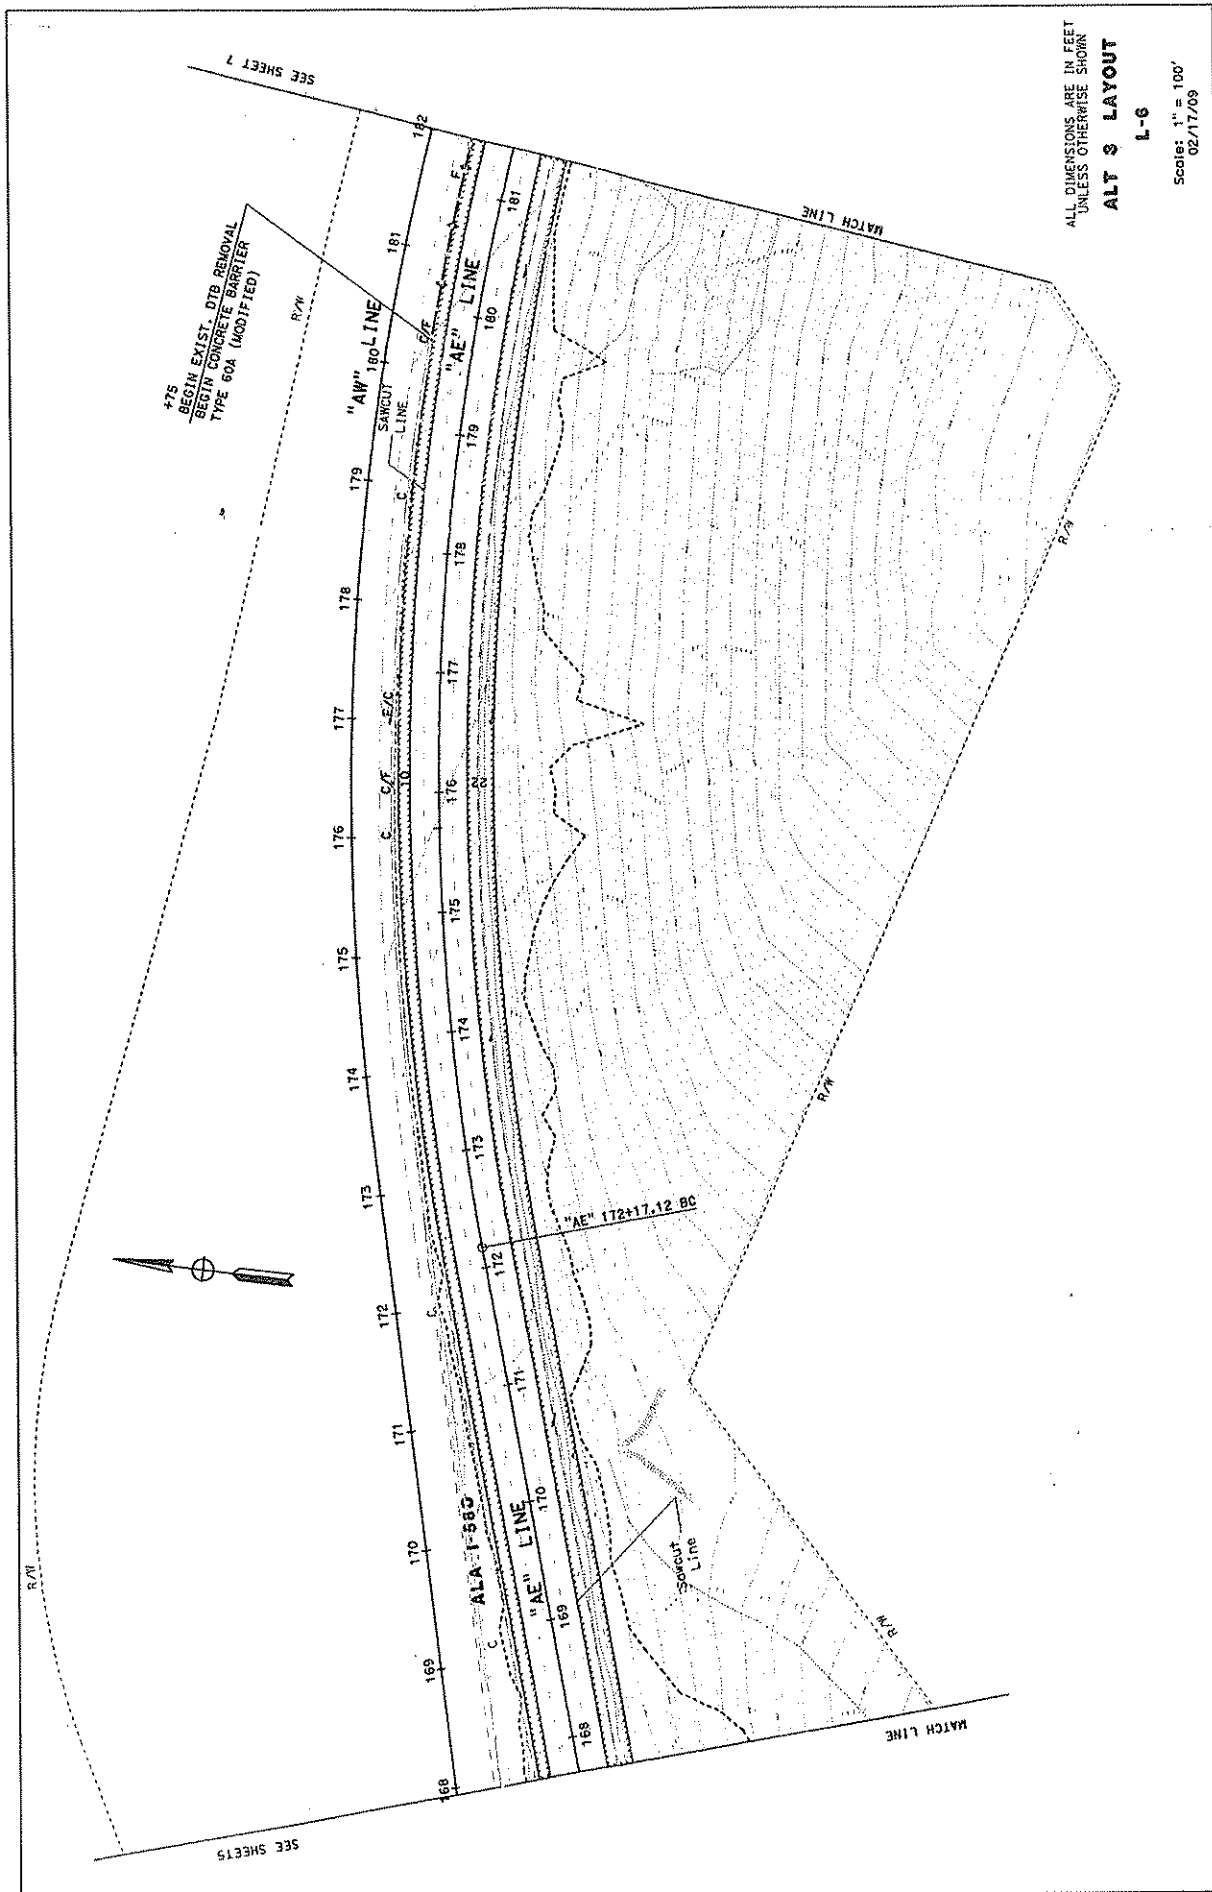 SEE SHEET 7
+75
BEGIN EXIST. DTB REMOVAL
BEGIN CONCRETE BARRIER
TYPE 60A (MODIFIED)
R/W
182
181
"AW" LINE
180
SAWCUT
LINE
179
178
177
176
175
174
173
172
171
170
169
168
F
C
C/F
C
E/C
C/F
C
10
2
2
C
C
"AE" LINE
181
180
179
178
177
176
175
174
173
172
171
170
169
168
"AE" 172+17.12 BC
ALA-I-580
"AE" LINE
Sawcut
Line
R/W
R/W
R/W
R/W
MATCH LINE
MATCH LINE
SEE SHEETS
ALL DIMENSIONS ARE IN FEET
UNLESS OTHERWISE SHOWN
ALT 3 LAYOUT
L-6
Scale: 1" = 100'
02/17/09